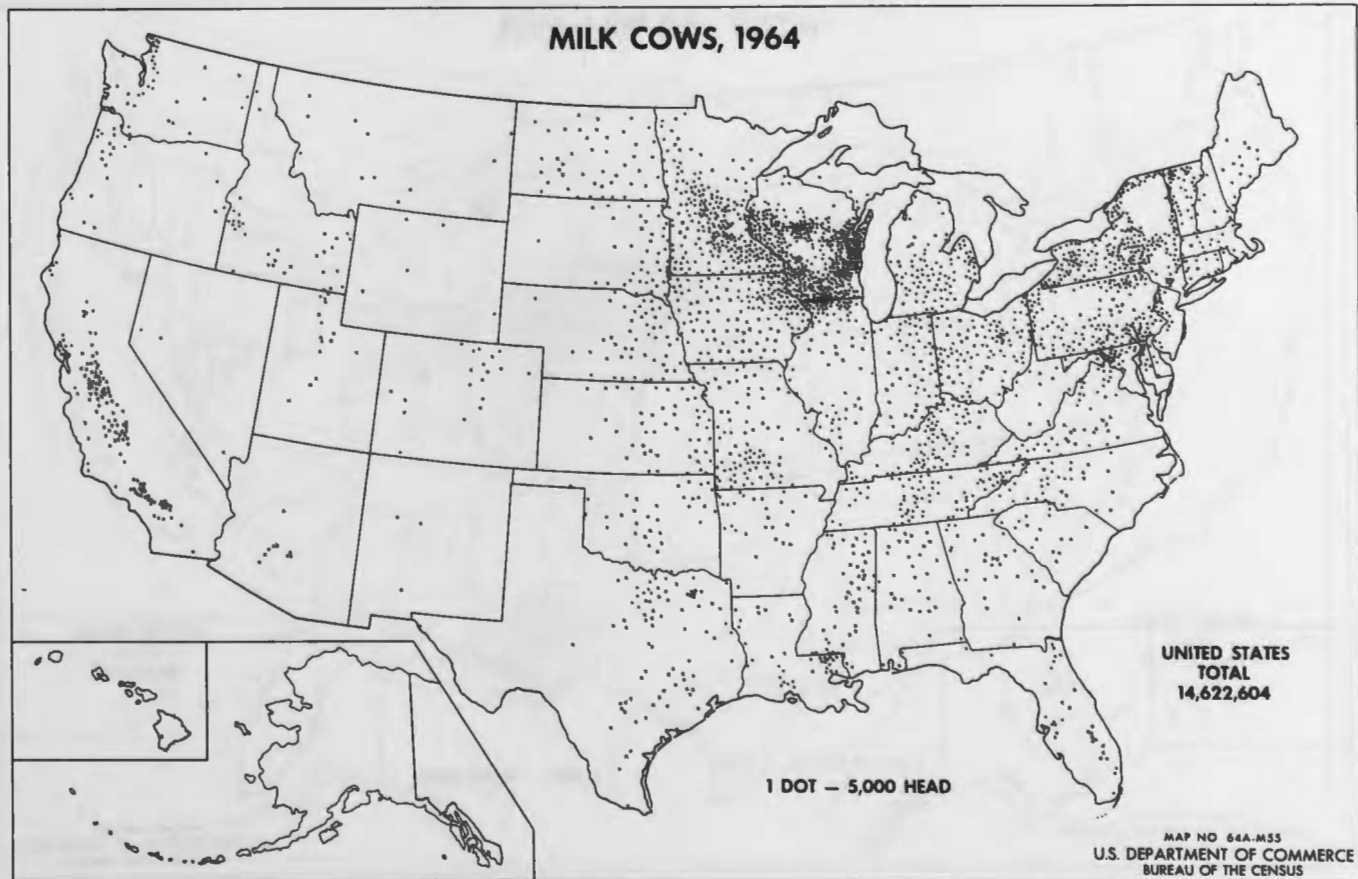 MILK COWS, 1964
UNITED STATES
TOTAL
14,622,604
1 DOT — 5,000 HEAD
MAP NO 64A-M55
U.S. DEPARTMENT OF COMMERCE
BUREAU OF THE CENSUS